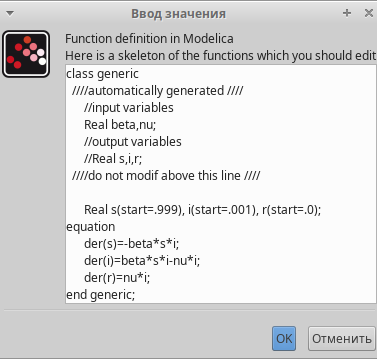 Ввод значения
Function definition in Modelica
Here is a skeleton of the functions which you should edit
class generic
////automatically generated ////
//input variables
Real beta,nu;
//output variables
//Real s,i,r;
////do not modif above this line ////
Real s(start=.999), i(start=.001), r(start=.0);
equation
der(s)=-beta*s*i;
der(i)=beta*s*i-nu*i;
der(r)=nu*i;
end generic;
OK
Отменить